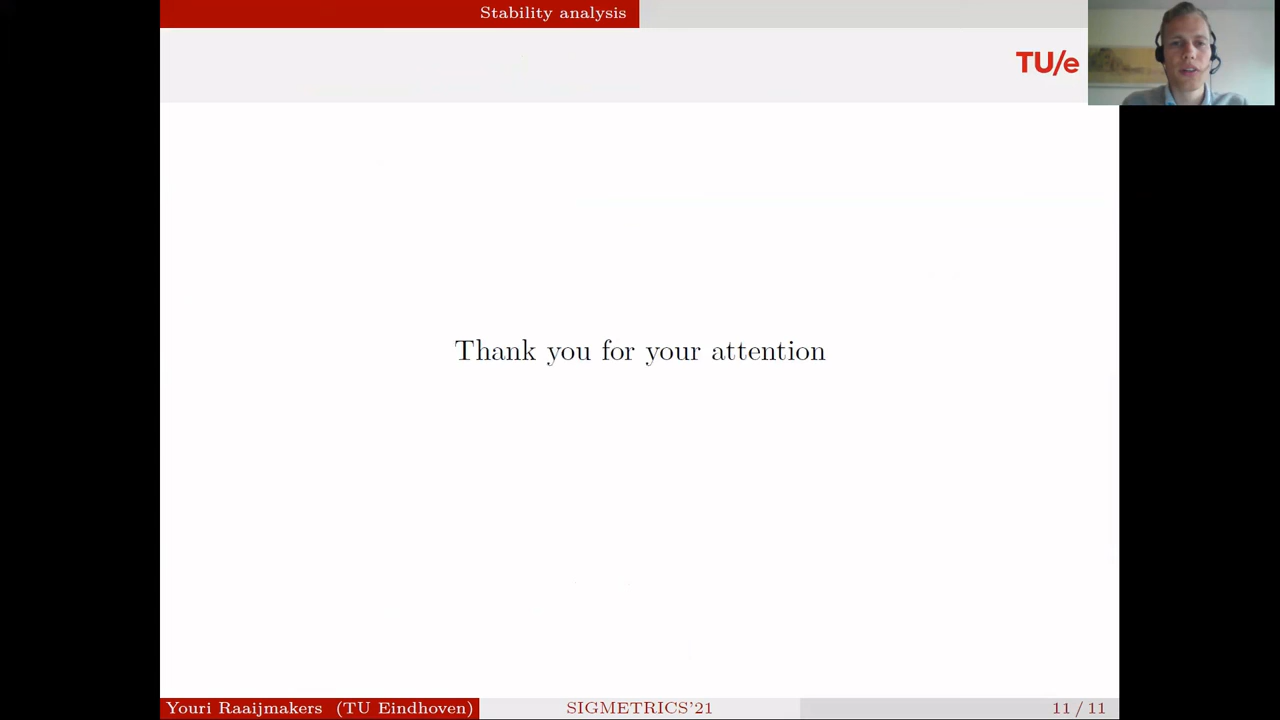 Stability analysis
TU/e
Thank you for your attention
Youri Raaijmakers (TU Eindhoven)
SIGMETRICS'21
11 / 11